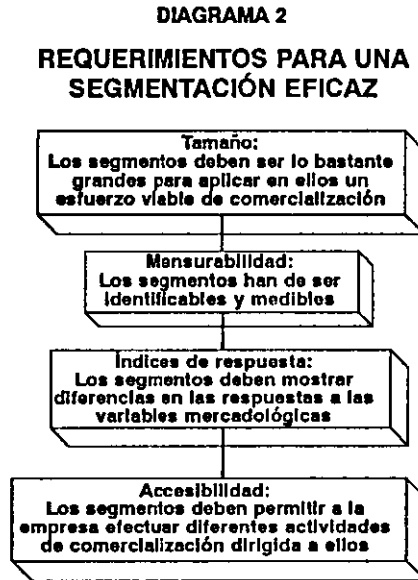 DIAGRAMA 2
REQUERIMIENTOS PARA UNA
SEGMENTACIÓN EFICAZ
Tamaño:
Los segmentos deben ser lo bastante
grandes para aplicar en ellos un
esfuerzo viable de comercialización
Mensurabilidad:
Los segmentos han de ser
identificables y medibles
Indices de respuesta:
Los segmentos deben mostrar
diferencias en las respuestas a las
variables mercadológicas
Accesibilidad:
Los segmentos deben permitir a la
empresa efectuar diferentes actividades
de comercialización dirigida a ellos